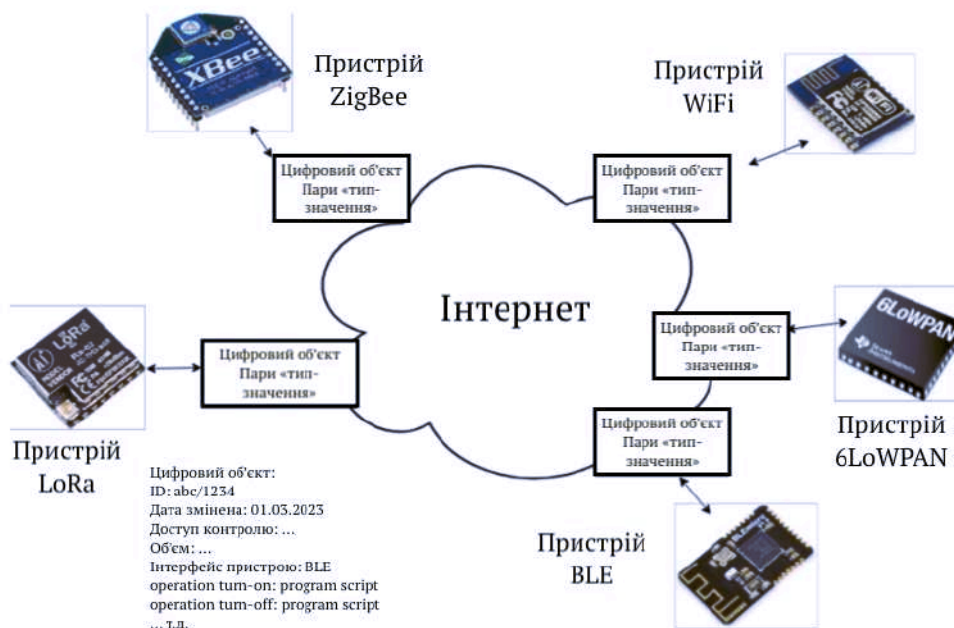 XBee
Пристрій
ZigBee
Пристрій
WiFi
Цифровий об'єкт
Пари «тип-
значення»
Цифровий об'єкт
Пари «тип-
значення»
Інтернет
6LoWPAN
Цифровий об'єкт
Пари «тип-
значення»
LoRa
Цифровий об'єкт
Пари «тип-
значення»
Пристрій
6LoWPAN
Цифровий об'єкт
Пари «тип-
значення»
Пристрій
LoRa
Цифровий об'єкт:
ID: abc/1234
Дата змінена: 01.03.2023
Доступ контролю: ...
Об'єм: ...
Інтерфейс пристрою: BLE
operation turn-on: program script
operation turn-off: program script
... т.д.
Пристрій
BLE